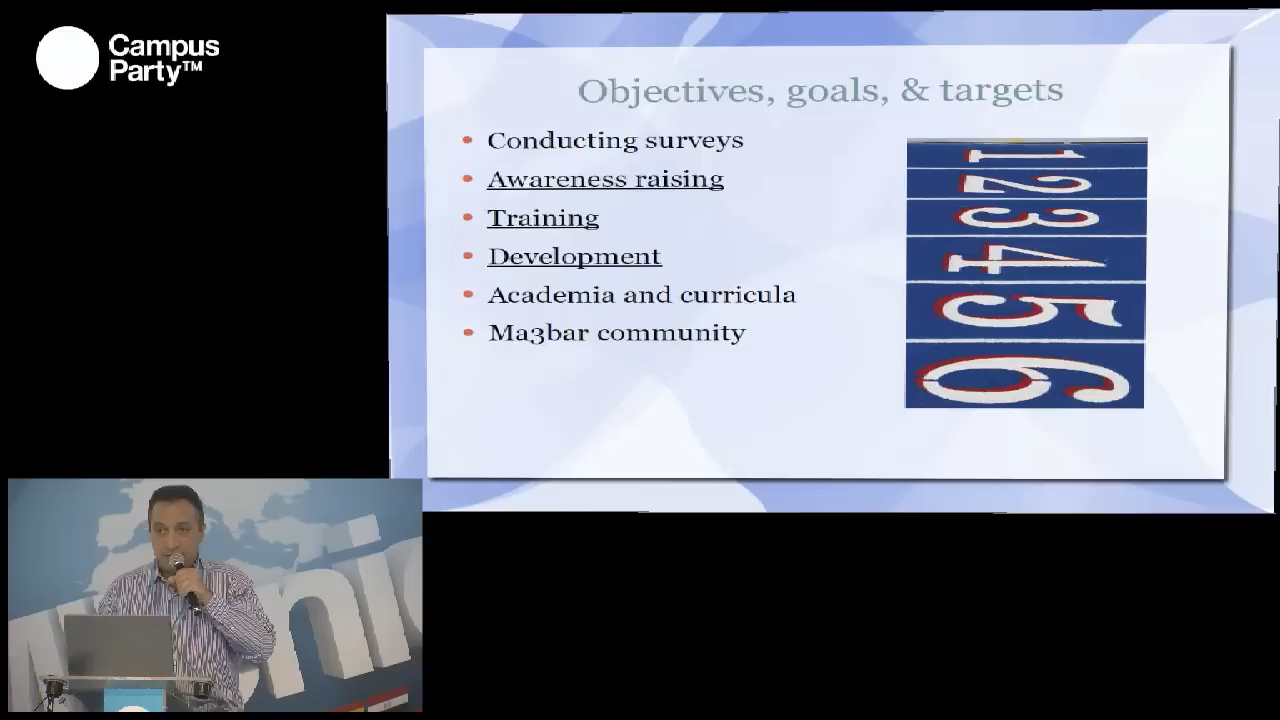 Campus
Party™
Objectives, goals, & targets
Conducting surveys
Awareness raising
Training
Development
Academia and curricula
Ma3bar community
1
2
3
4
5
6